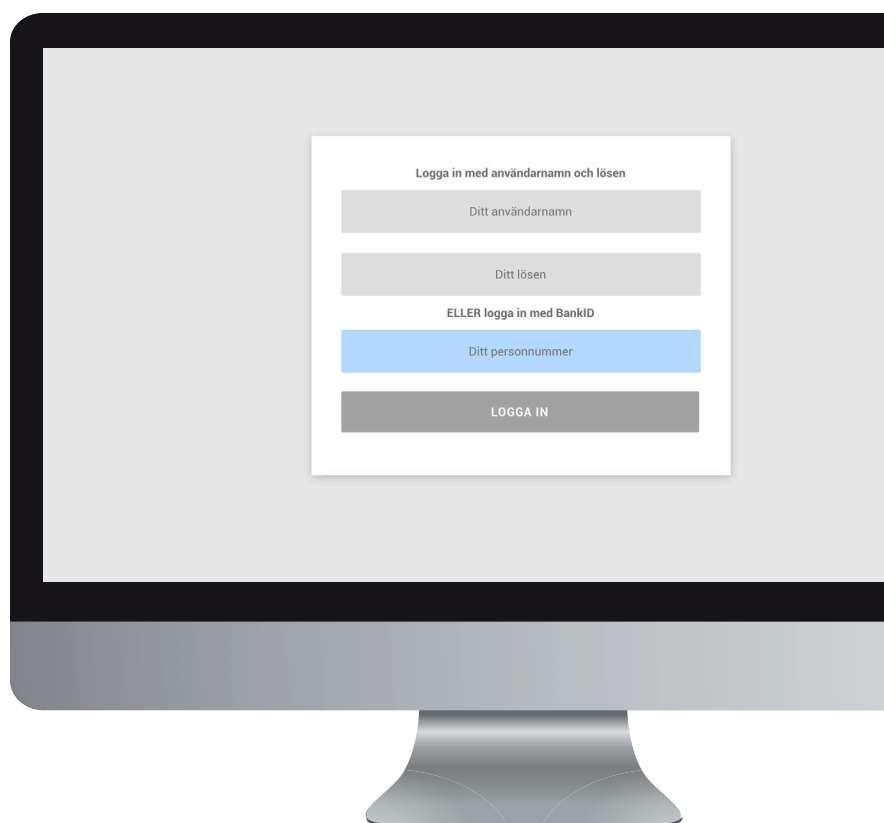 Logga in med användarnamn och lösen
Ditt användarnamn
Ditt lösen
ELLER logga in med BankID
Ditt personnummer
LOGGA IN